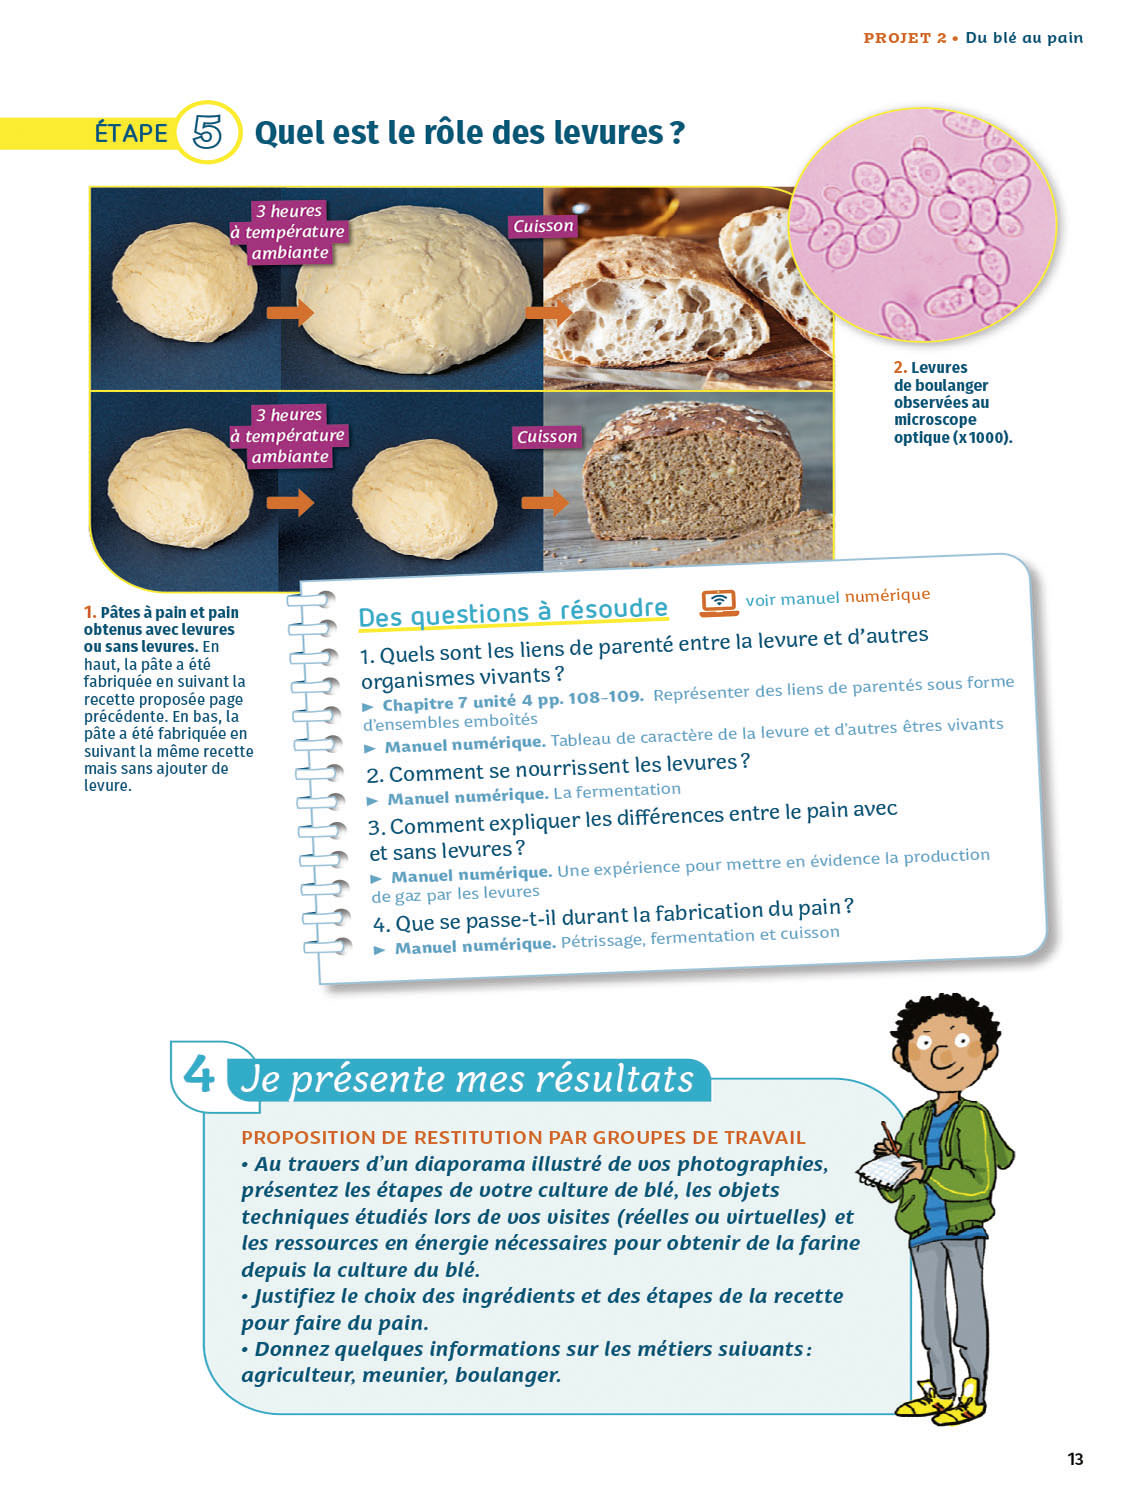 PROJET 2 • Du blé au pain
ÉTAPE 5 Quel est le rôle des levures ?
3 heures
à température
ambiante
Cuisson
3 heures
à température
ambiante
Cuisson
2. Levures
de boulanger
observées au
microscope
optique (x 1000).
1. Pâtes à pain et pain
obtenus avec levures
ou sans levures. En
haut, la pâte a été
fabriquée en suivant la
recette proposée page
précédente. En bas, la
pâte a été fabriquée en
suivant la même recette
mais sans ajouter de
levure.
Des questions à résoudre
voir manuel numérique
1. Quels sont les liens de parenté entre la levure et d’autres
organismes vivants ?
► Chapitre 7 unité 4 pp. 108-109. Représenter des liens de parentés sous forme
d’ensembles emboîtés
► Manuel numérique. Tableau de caractère de la levure et d’autres êtres vivants
2. Comment se nourrissent les levures ?
► Manuel numérique. La fermentation
3. Comment expliquer les différences entre le pain avec
et sans levures ?
► Manuel numérique. Une expérience pour mettre en évidence la production
de gaz par les levures
4. Que se passe-t-il durant la fabrication du pain ?
► Manuel numérique. Pétrissage, fermentation et cuisson
4 Je présente mes résultats
PROPOSITION DE RESTITUTION PAR GROUPES DE TRAVAIL
• Au travers d’un diaporama illustré de vos photographies,
présentez les étapes de votre culture de blé, les objets
techniques étudiés lors de vos visites (réelles ou virtuelles) et
les ressources en énergie nécessaires pour obtenir de la farine
depuis la culture du blé.
• Justifiez le choix des ingrédients et des étapes de la recette
pour faire du pain.
• Donnez quelques informations sur les métiers suivants :
agriculteur, meunier, boulanger.
13